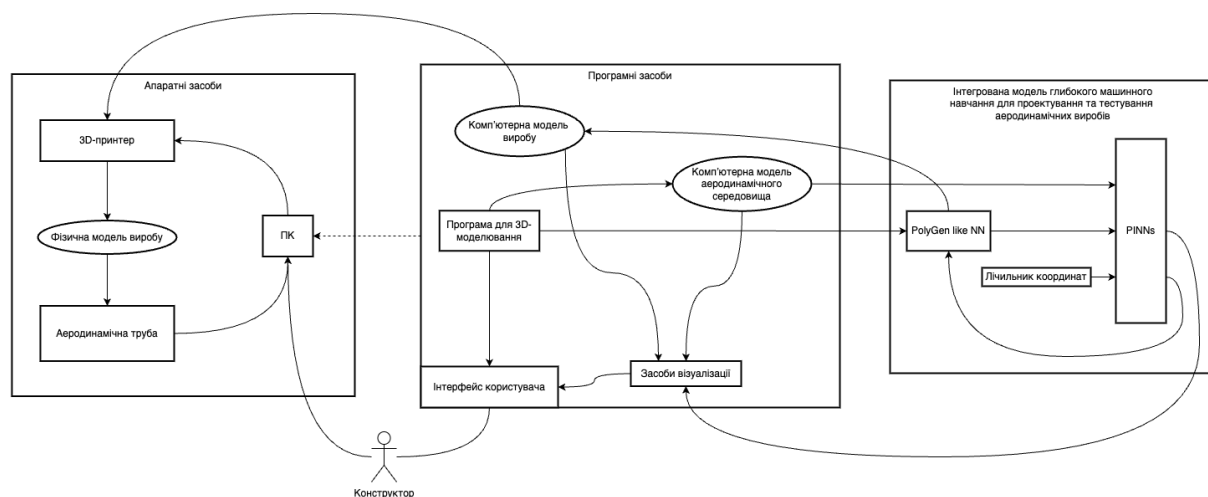 Апаратні засоби
3D-принтер
Фізична модель виробу
ПК
Аеродинамічна труба
Програмні засоби
Комп'ютерна модель
виробу
Комп'ютерна модель
аеродинамічного
середовища
Програма для 3D-
моделювання
Інтерфейс користувача
Засоби візуалізації
Інтегрована модель глибокого машинного
навчання для проектування та тестування
аеродинамічних виробів
PolyGen like NN
PINNs
Лічильник координат
Конструктор